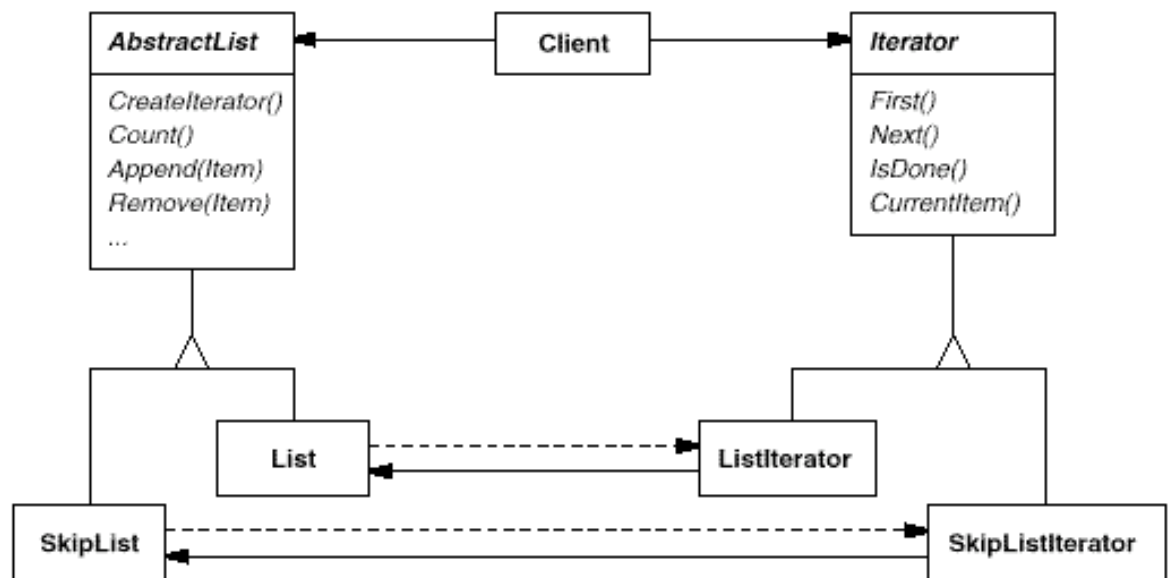 AbstractList
CreateIterator()
Count()
Append(Item)
Remove(Item)
...
Client
Iterator
First()
Next()
IsDone()
CurrentItem()
List
ListIterator
SkipList
SkipListIterator